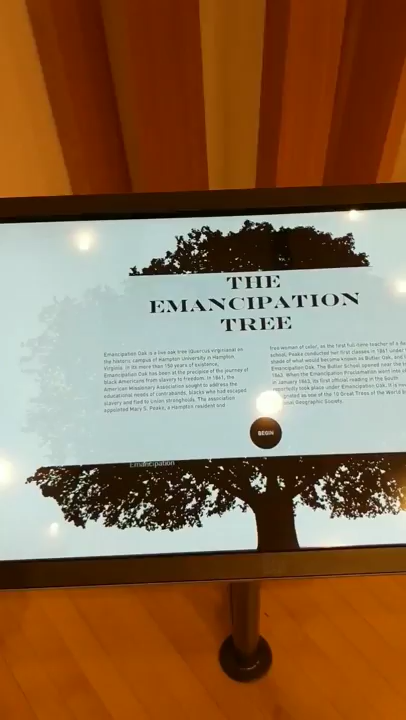 THE
EMANCIPATION
TREE
Emancipation Oak is a live oak tree (Quercus virginiana) on
the historic campus of Hampton University in Hampton
Virginia. In its more than 150 years of existence,
Emancipation Oak has been at the precipice of the journey of
black Americans from slavery to freedom. In 1861, the
American Missionary Association sought to address the
educational needs of contrabands, blacks who had escaped
slavery and fled to Union strongholds. The association
appointed Mary S. Peake, a Hampton resident and
free woman of color, as the first full-time teacher of a
school. Peake conducted her first classes in 1861 under
shade of what would become known as
Emancipation Oak. The Butler School opened near the
1863. When the Emancipation Proclamation went into
in January 1863, its first official reading in the South
reportedly took place under Emancipation Oak. It is now
as one of the 10 Great Trees of the World by
Geographic Society.
BEGIN
Emancipation